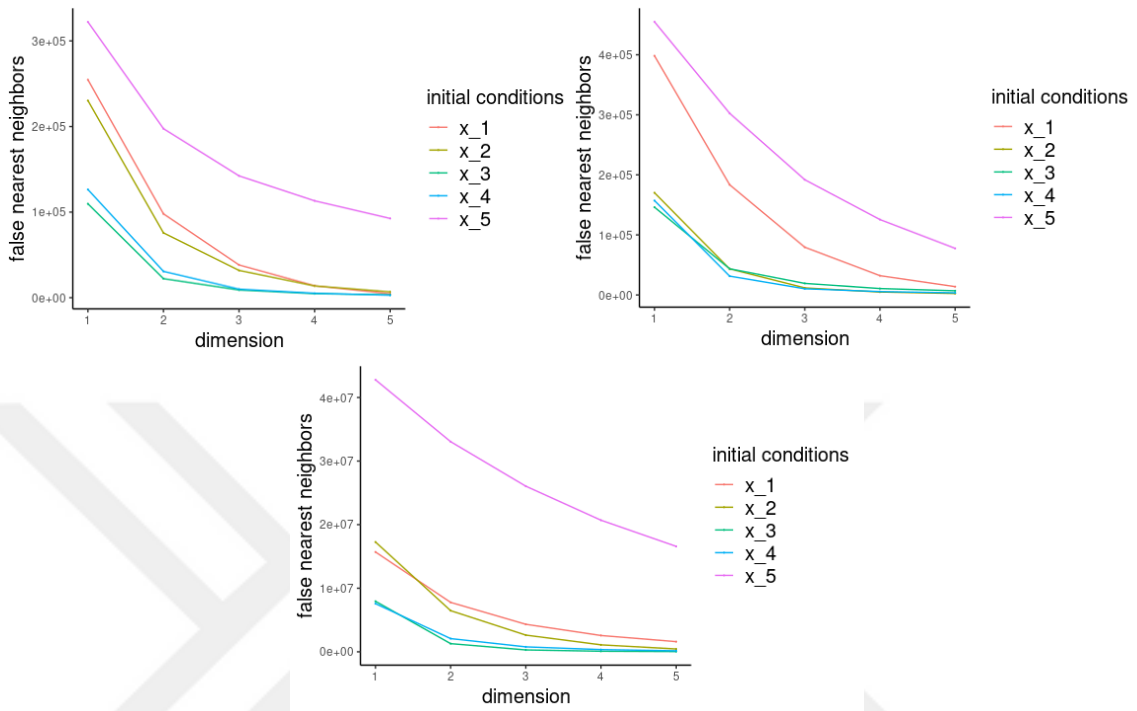 false nearest neighbors
3e+05
2e+05
1e+05
0e+00
1 2 3 4 5
dimension
initial conditions
x_1
x_2
x_3
x_4
x_5
false nearest neighbors
4e+05
3e+05
2e+05
1e+05
0e+00
1 2 3 4 5
dimension
initial conditions
x_1
x_2
x_3
x_4
x_5
false nearest neighbors
4e+07
3e+07
2e+07
1e+07
0e+00
1 2 3 4 5
dimension
initial conditions
x_1
x_2
x_3
x_4
x_5